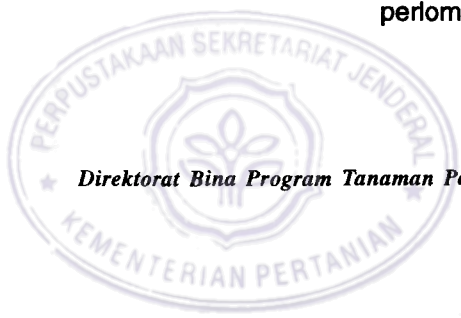 perlom
PERPUSTAKAAN SEKRETARIAT JENDERAL
Direktorat Bina Program Tanaman P
KEMENTERIAN PERTANIAN